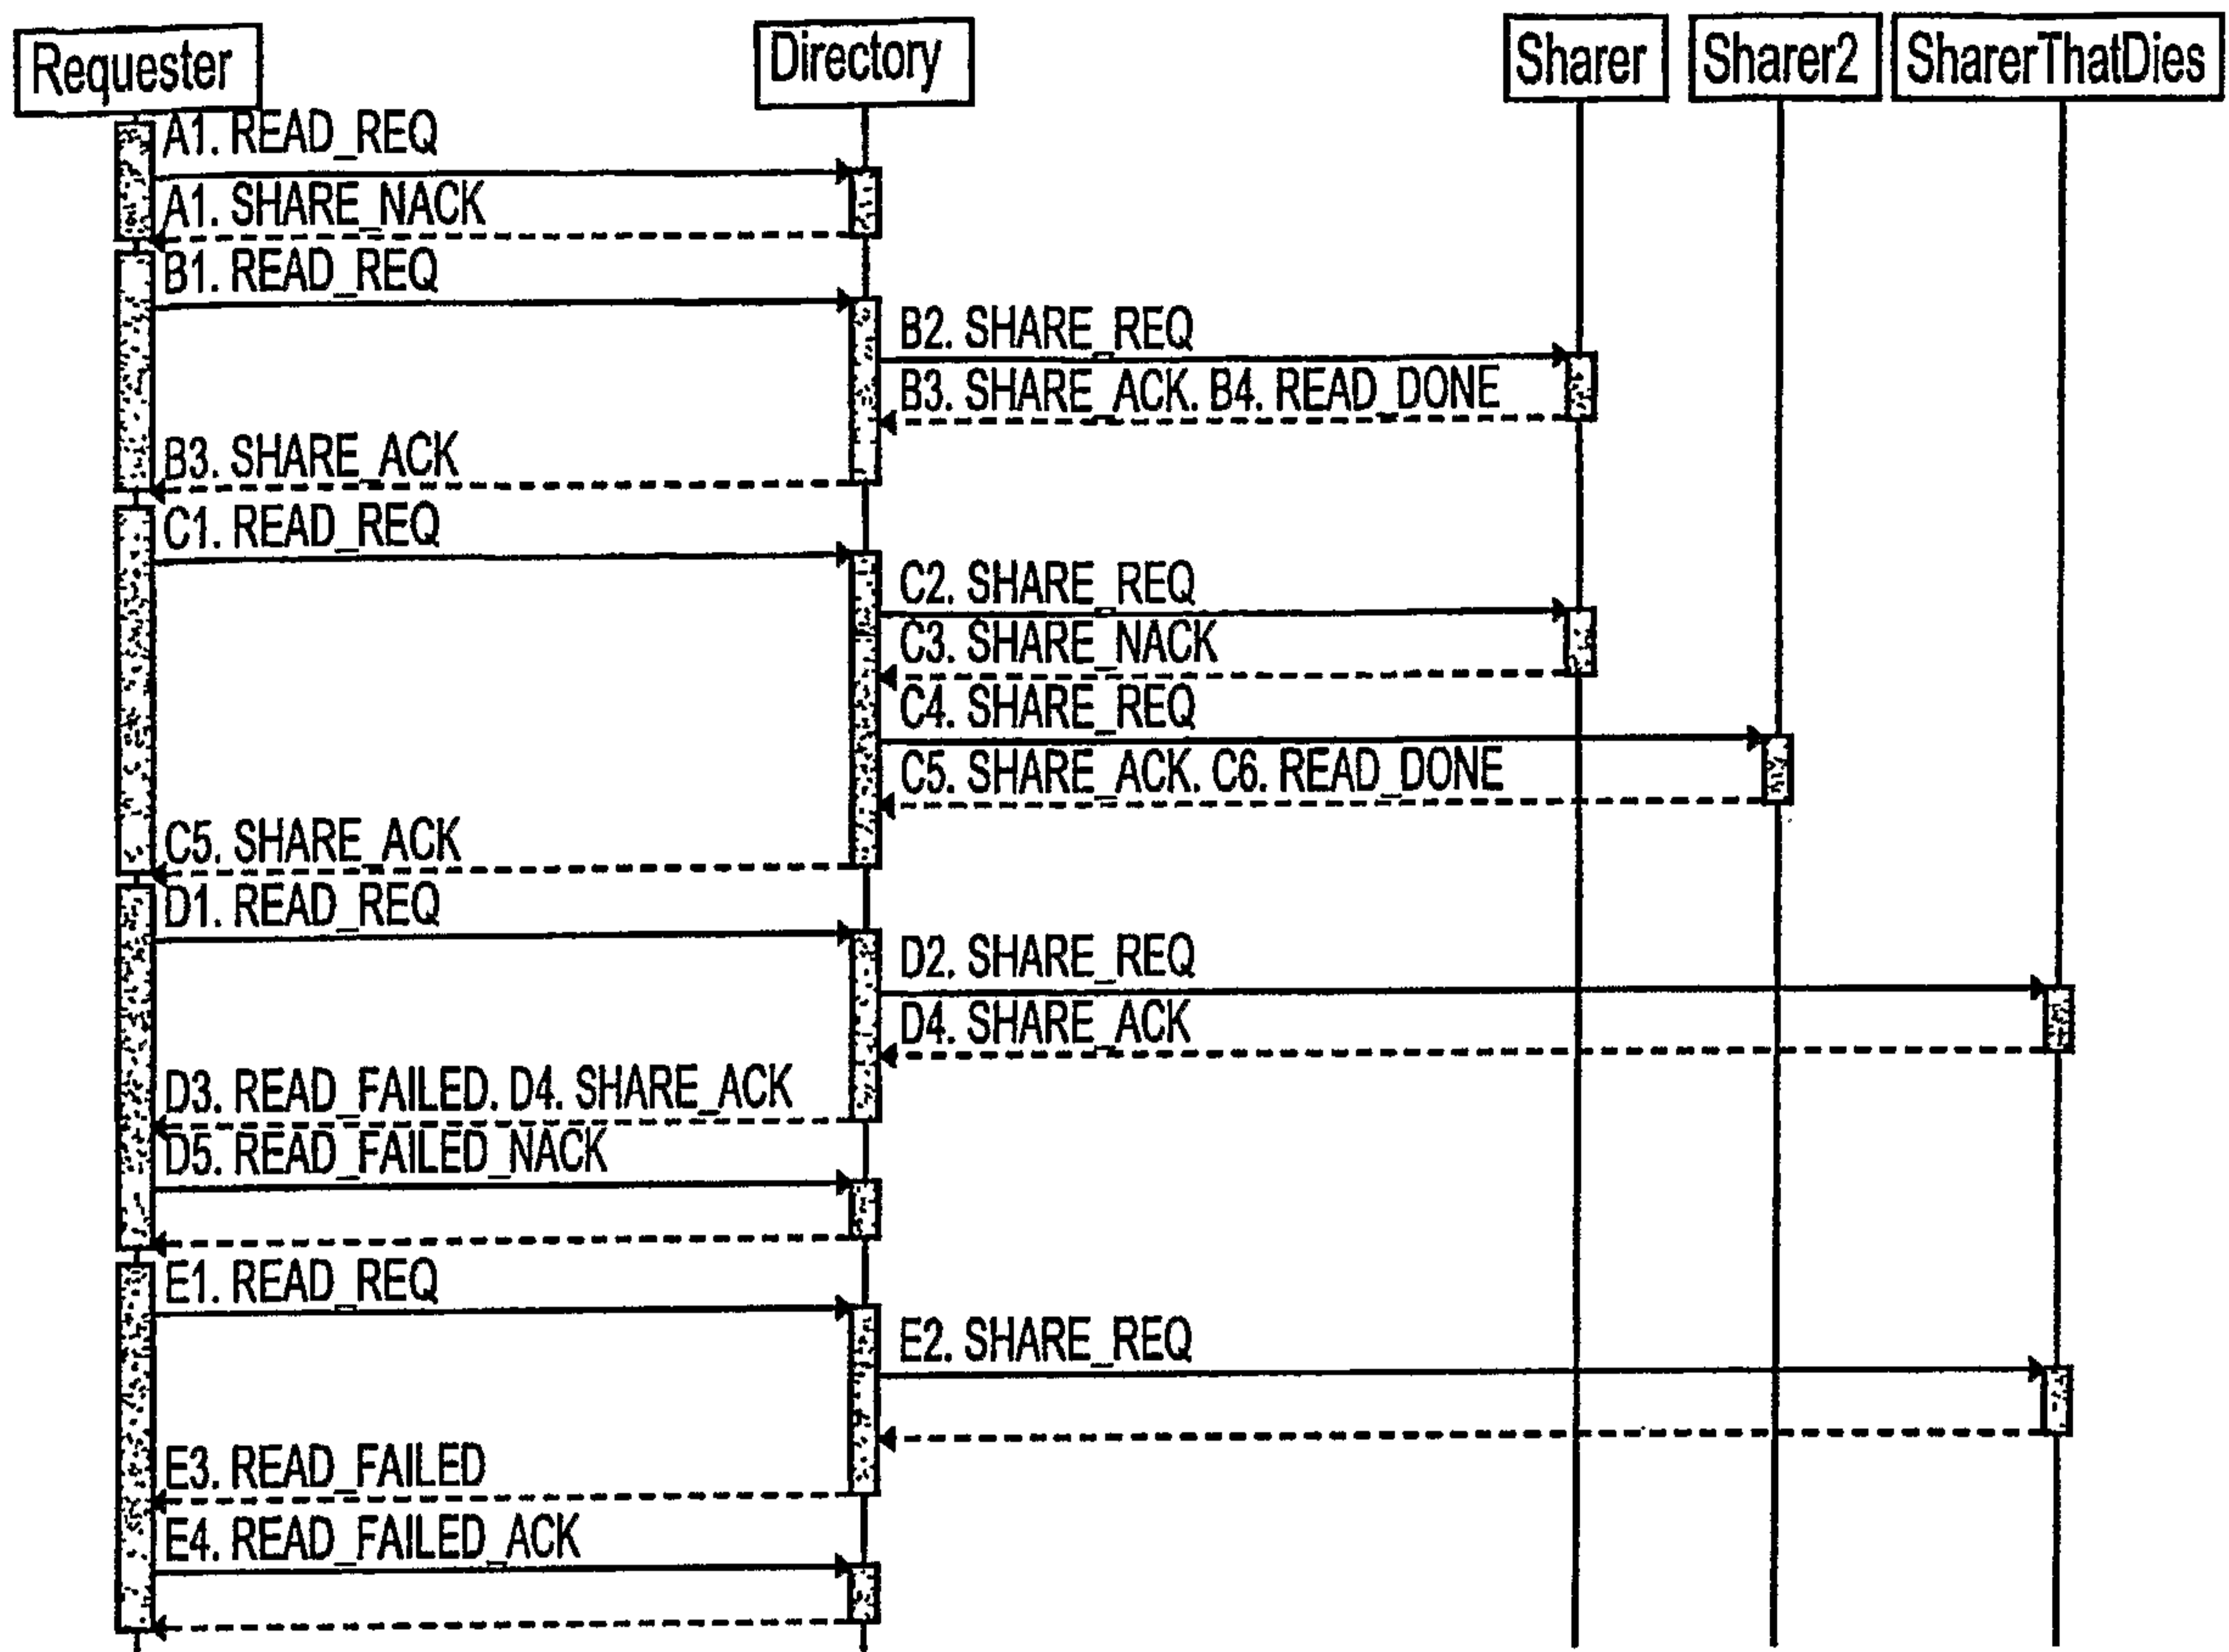 Requester
Directory
Sharer
Sharer2
SharerThatDies
A1. READ_REQ
A1. SHARE_NACK
B1. READ_REQ
B2. SHARE_REQ
B3. SHARE_ACK. B4. READ_DONE
B3. SHARE_ACK
C1. READ_REQ
C2. SHARE_REQ
C3. SHARE_NACK
C4. SHARE_REQ
C5. SHARE_ACK. C6. READ_DONE
C5. SHARE_ACK
D1. READ_REQ
D2. SHARE_REQ
D4. SHARE_ACK
D3. READ_FAILED. D4. SHARE_ACK
D5. READ_FAILED_NACK
E1. READ_REQ
E2. SHARE_REQ
E3. READ_FAILED
E4. READ_FAILED_ACK